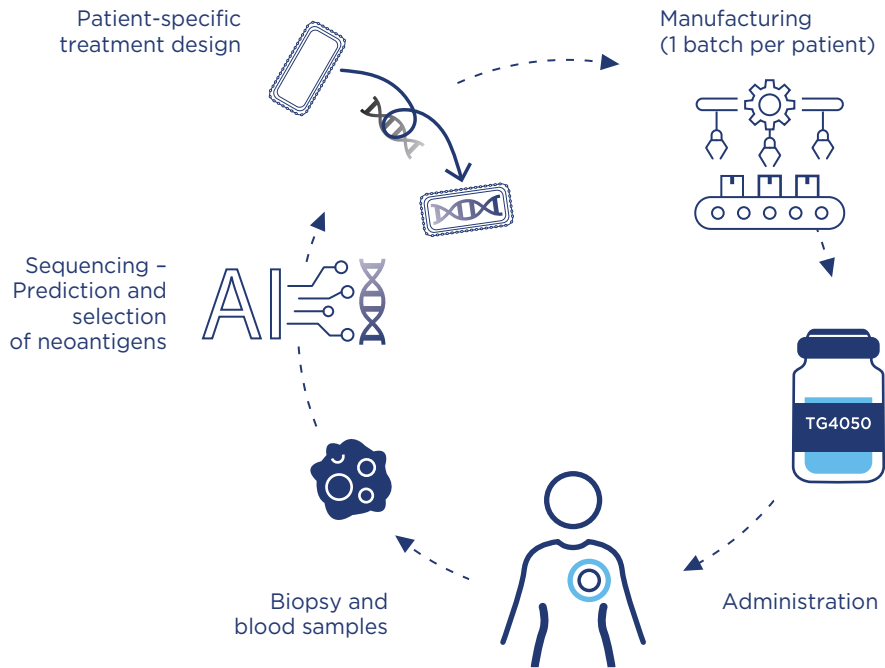 Patient-specific
treatment design
Manufacturing
(1 batch per patient)
Sequencing –
Prediction and
selection
of neoantigens
AI
TG4050
Biopsy and
blood samples
Administration